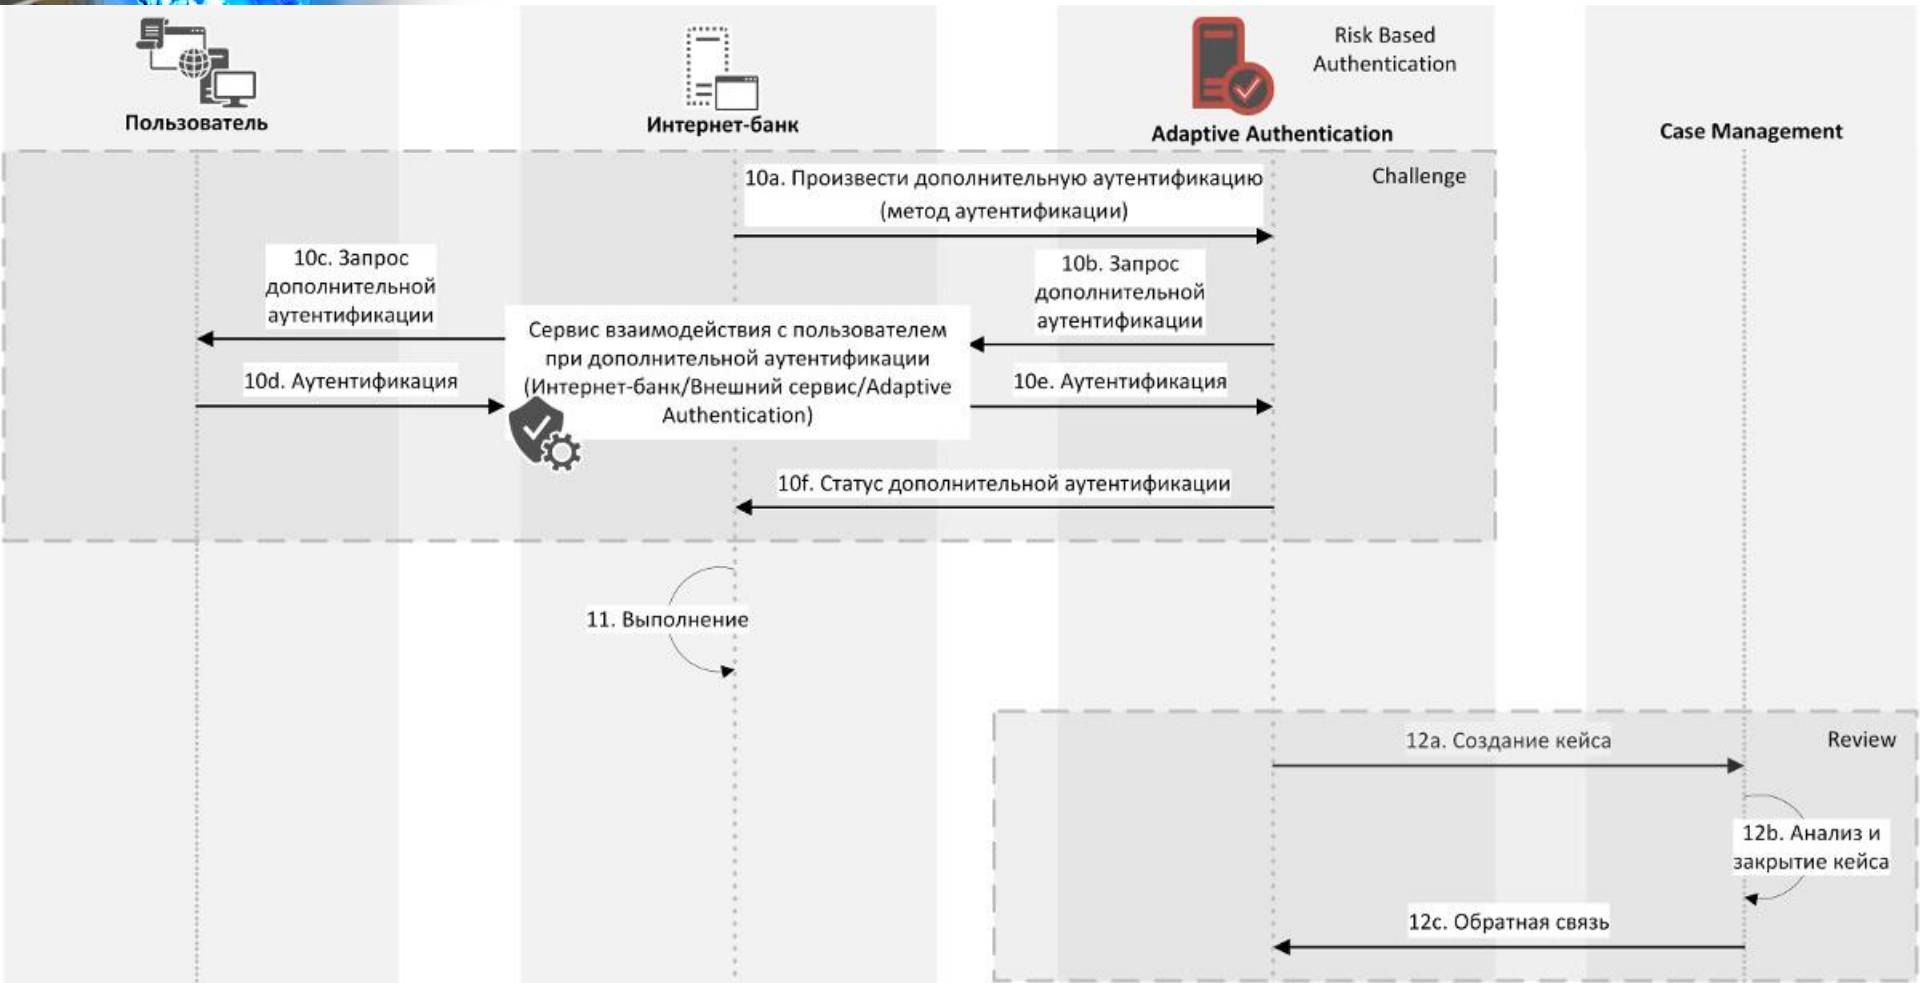 Risk Based
Authentication
Пользователь
Интернет-банк
Adaptive Authentication
Case Management
Challenge
10a. Произвести дополнительную аутентификацию
(метод аутентификации)
10c. Запрос
дополнительной
аутентификации
10b. Запрос
дополнительной
аутентификации
Сервис взаимодействия с пользователем
при дополнительной аутентификации
(Интернет-банк/Внешний сервис/Adaptive
Authentication)
10d. Аутентификация
10e. Аутентификация
10f. Статус дополнительной аутентификации
11. Выполнение
Review
12a. Создание кейса
12b. Анализ и
закрытие кейса
12c. Обратная связь